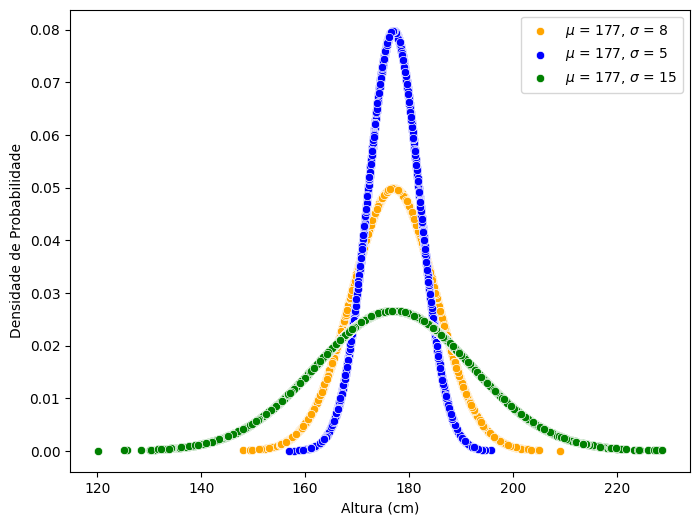 μ = 177, σ = 8
μ = 177, σ = 5
μ = 177, σ = 15
Densidade de Probabilidade
0.08
0.07
0.06
0.05
0.04
0.03
0.02
0.01
0.00
120 140 160 180 200 220
Altura (cm)